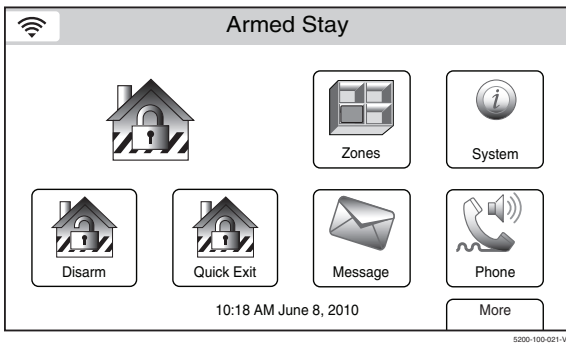 Armed Stay
Zones
System
Disarm
Quick Exit
Message
Phone
10:18 AM June 8, 2010
More
5200-100-021-V